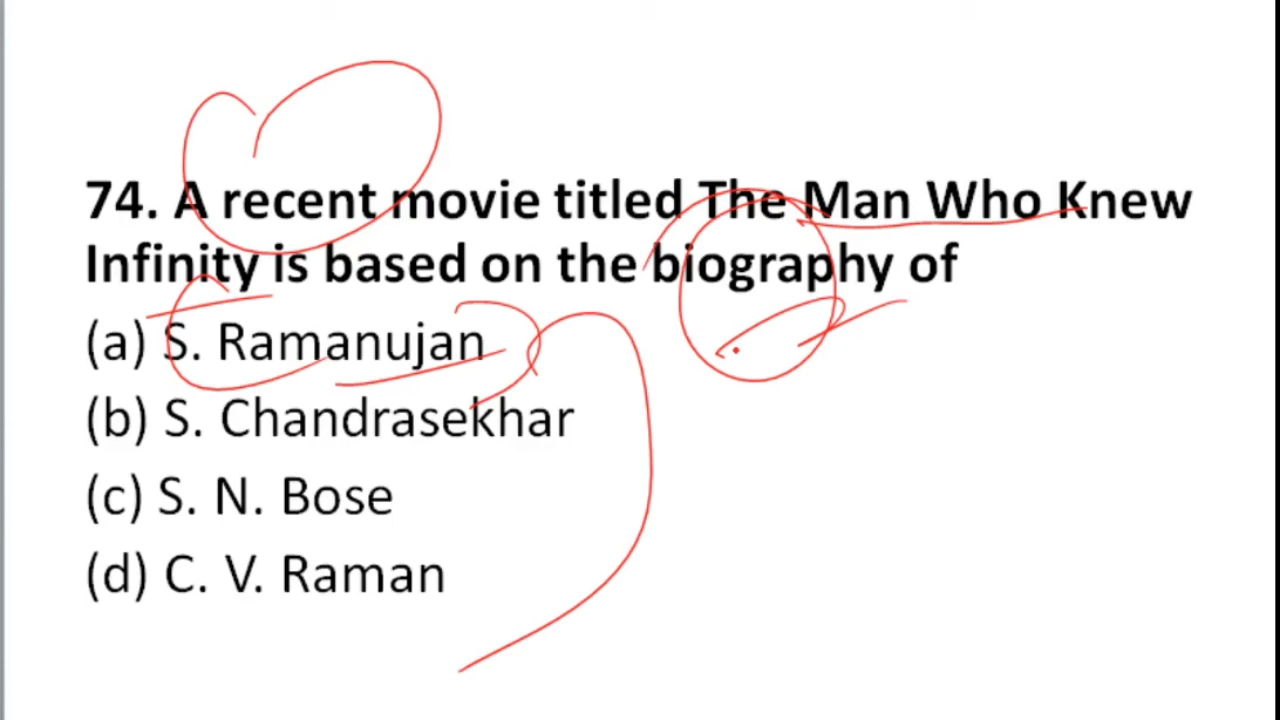 74. A recent movie titled The Man Who Knew
Infinity is based on the biography of
(a) S. Ramanujan
(b) S. Chandrasekhar
(c) S. N. Bose
(d) C. V. Raman